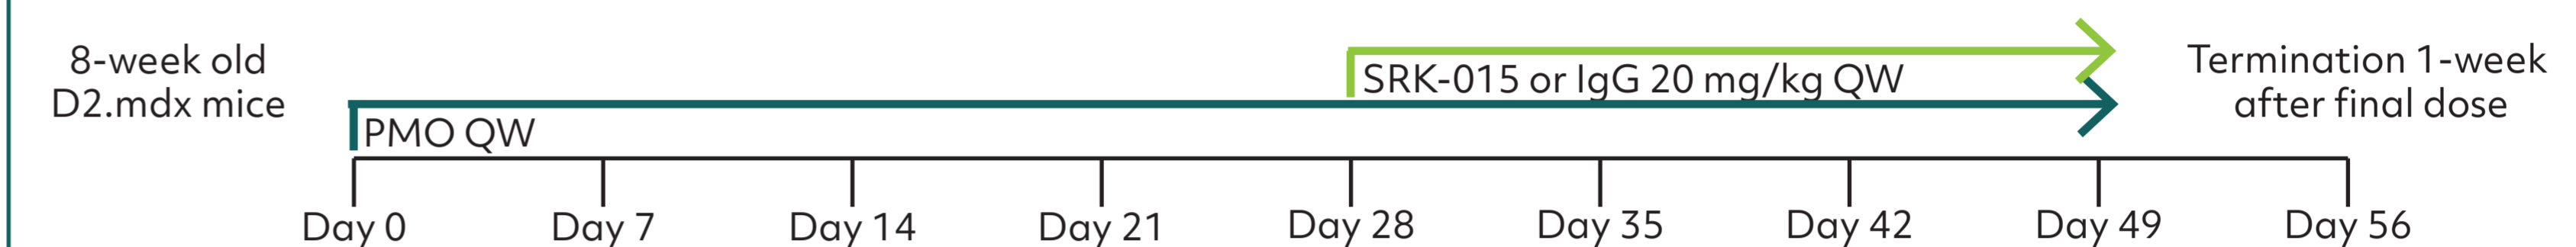 8-week old
D2.mdx mice
SRK-015 or IgG 20 mg/kg QW
PMO QW
Termination 1-week
after final dose
Day 0
Day 7
Day 14
Day 21
Day 28
Day 35
Day 42
Day 49
Day 56